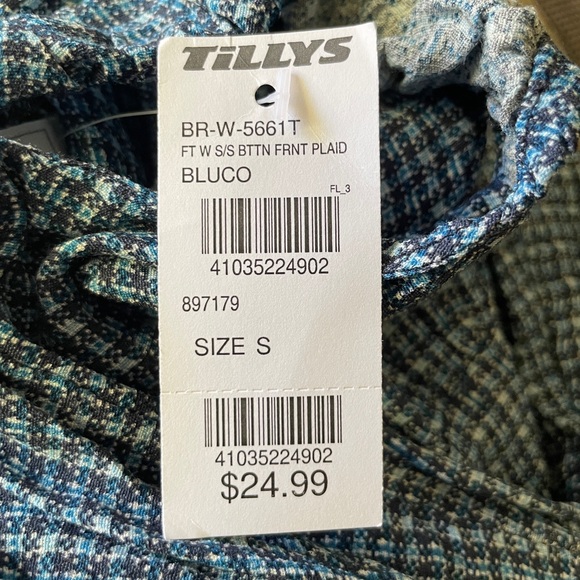 TILLYS
BR-W-5661T
FT W S/S BTTN FRNT PLAID
BLUCO
FL_3
41035224902
897179
SIZE S
41035224902
$24.99